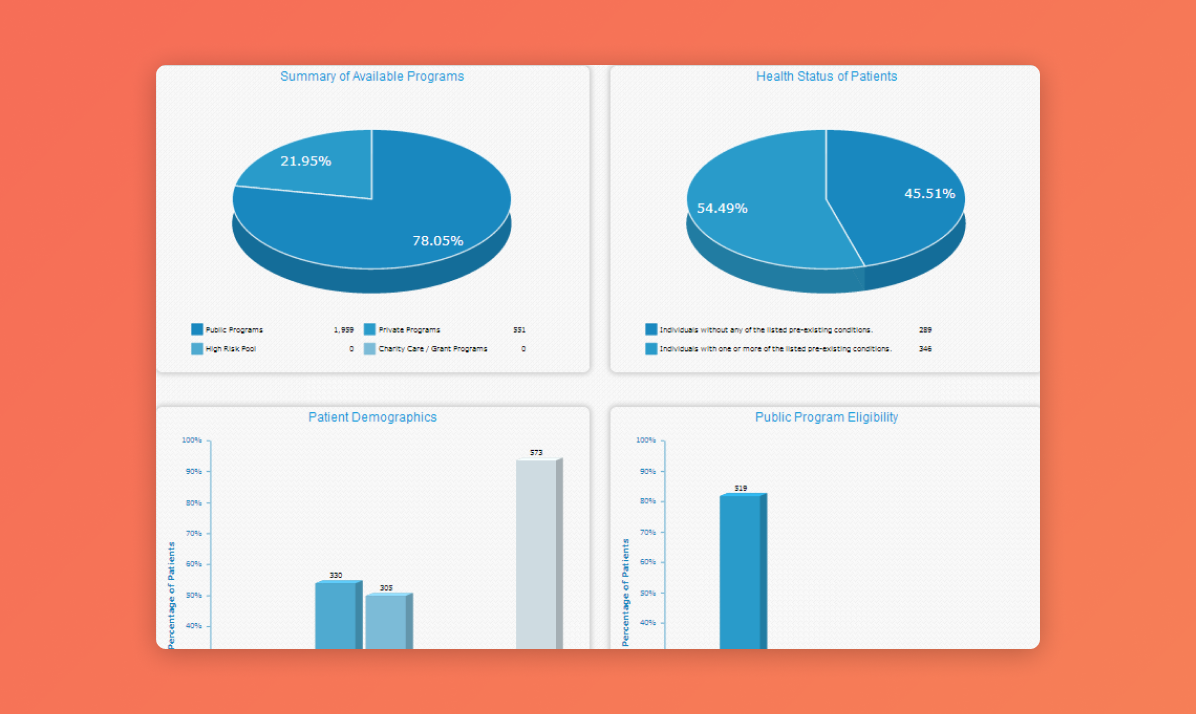 Summary of Available Programs
21.95%
78.05%
Public Programs 1,959 Private Programs 551
High Risk Pool 0 Charity Care / Grant Programs 0
Health Status of Patients
45.51%
54.49%
Individuals without any of the listed pre-existing conditions. 289
Individuals with one or more of the listed pre-existing conditions. 346
Patient Demographics
100%
90%
80%
70%
60%
50%
40%
Percentage of Patients
330
305
573
Public Program Eligibility
100%
90%
80%
70%
60%
50%
40%
Percentage of Patients
519